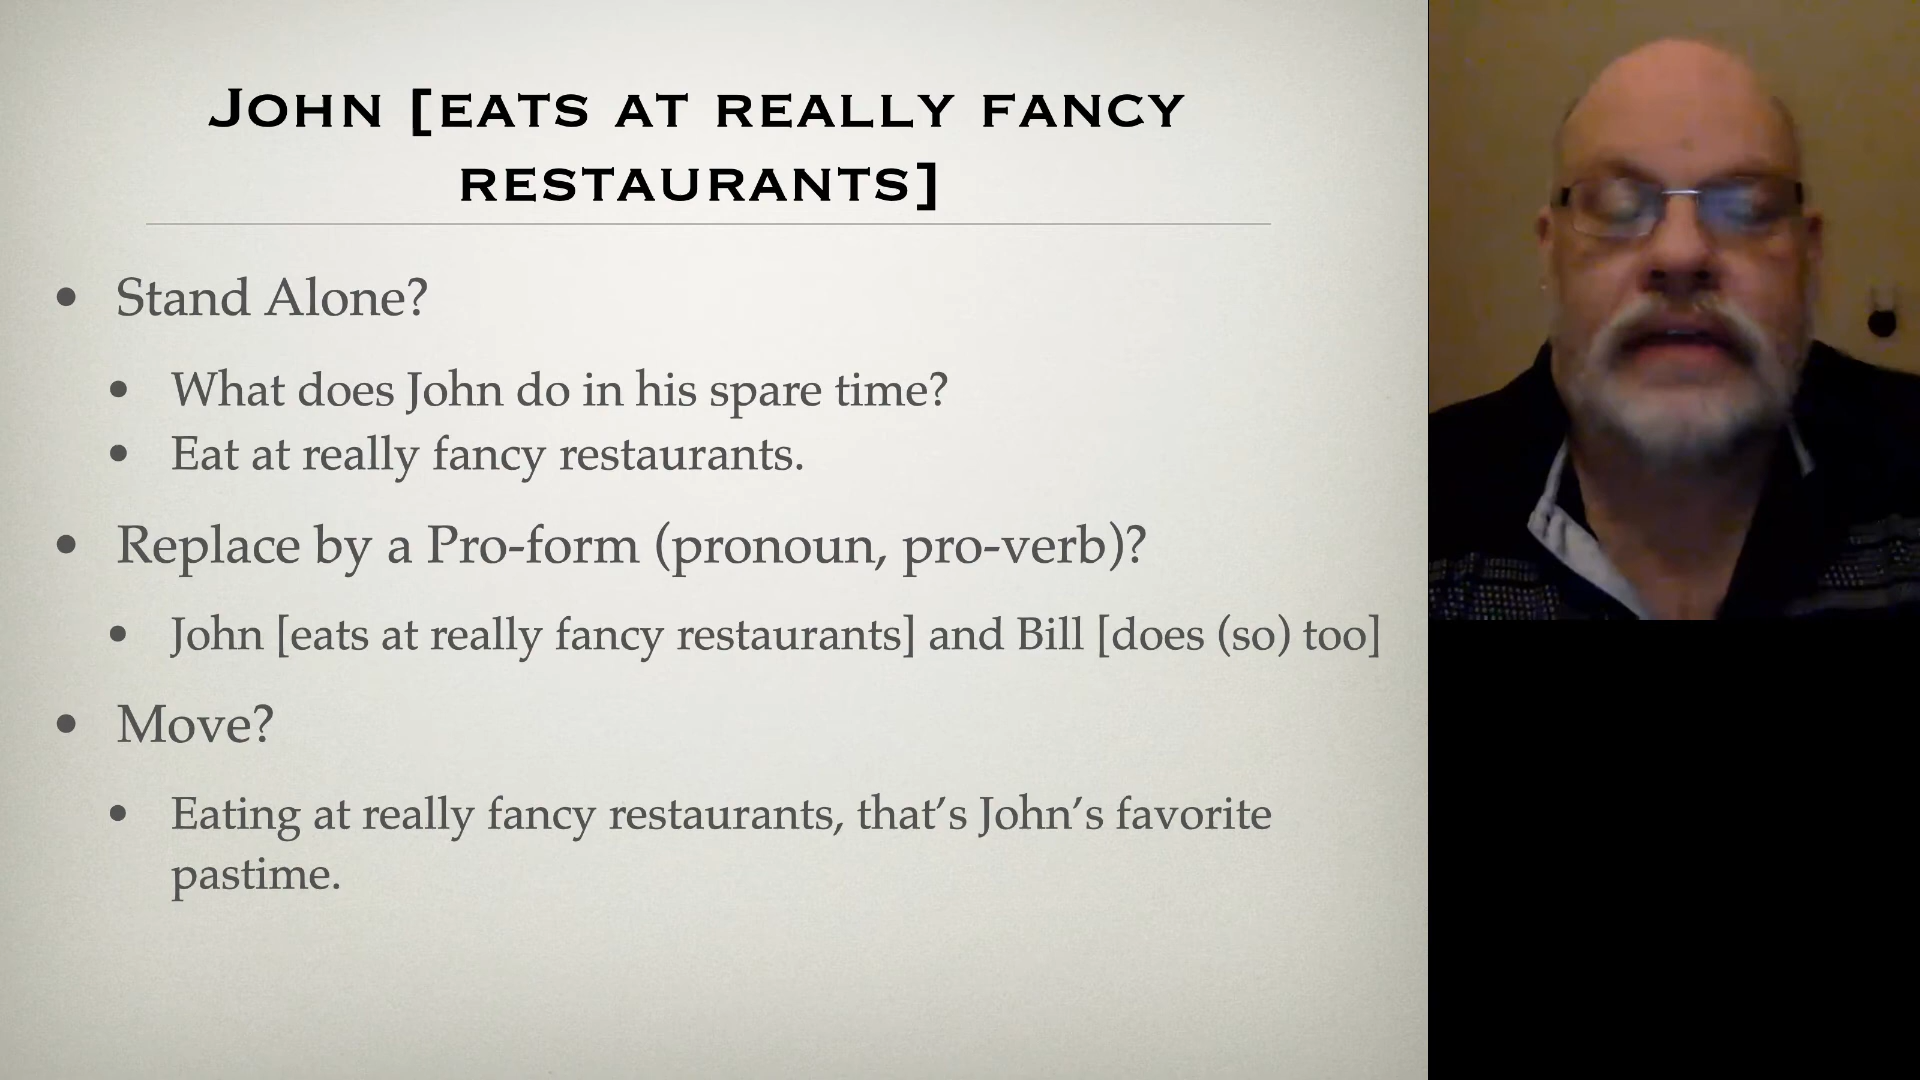 JOHN [EATS AT REALLY FANCY
RESTAURANTS]
• Stand Alone?
• What does John do in his spare time?
• Eat at really fancy restaurants.
• Replace by a Pro-form (pronoun, pro-verb)?
• John [eats at really fancy restaurants] and Bill [does (so) too]
• Move?
• Eating at really fancy restaurants, that’s John’s favorite
pastime.